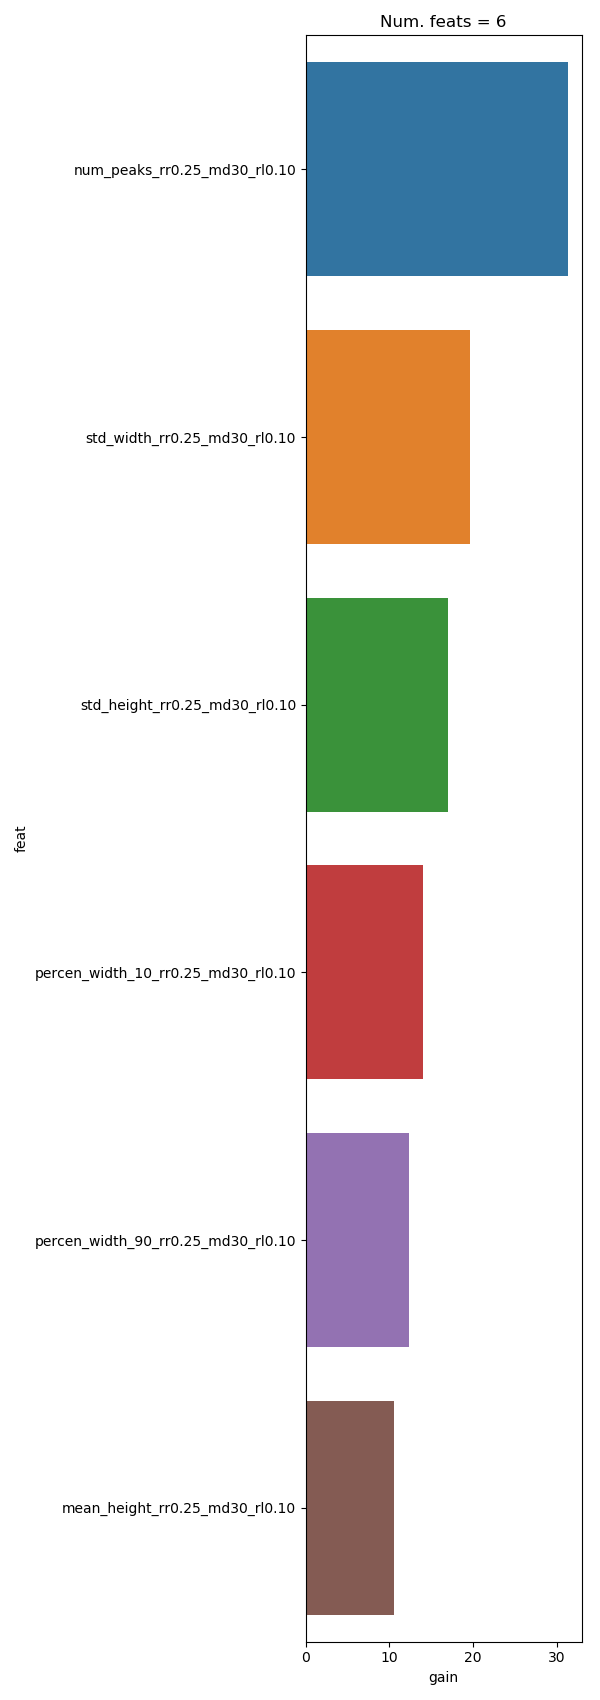 Num. feats = 6
num_peaks_rr0.25_md30_rl0.10
std_width_rr0.25_md30_rl0.10
std_height_rr0.25_md30_rl0.10
feat
percen_width_10_rr0.25_md30_rl0.10
percen_width_90_rr0.25_md30_rl0.10
mean_height_rr0.25_md30_rl0.10
0 10 20 30
gain